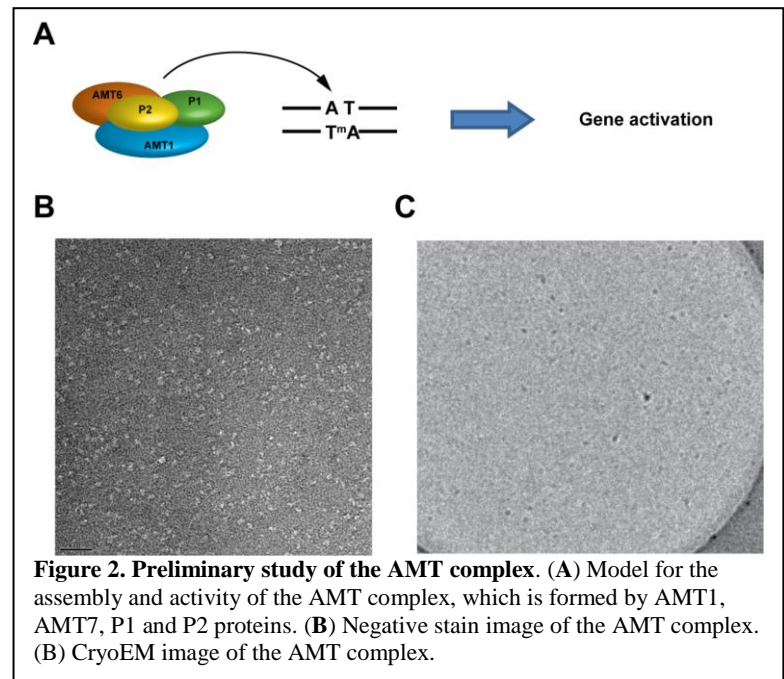 A
AMT6
P2
P1
AMT1
A T
TᵐA
Gene activation
B
C
Figure 2. Preliminary study of the AMT complex. (A) Model for the
assembly and activity of the AMT complex, which is formed by AMT1,
AMT7, P1 and P2 proteins. (B) Negative stain image of the AMT complex.
(B) CryoEM image of the AMT complex.